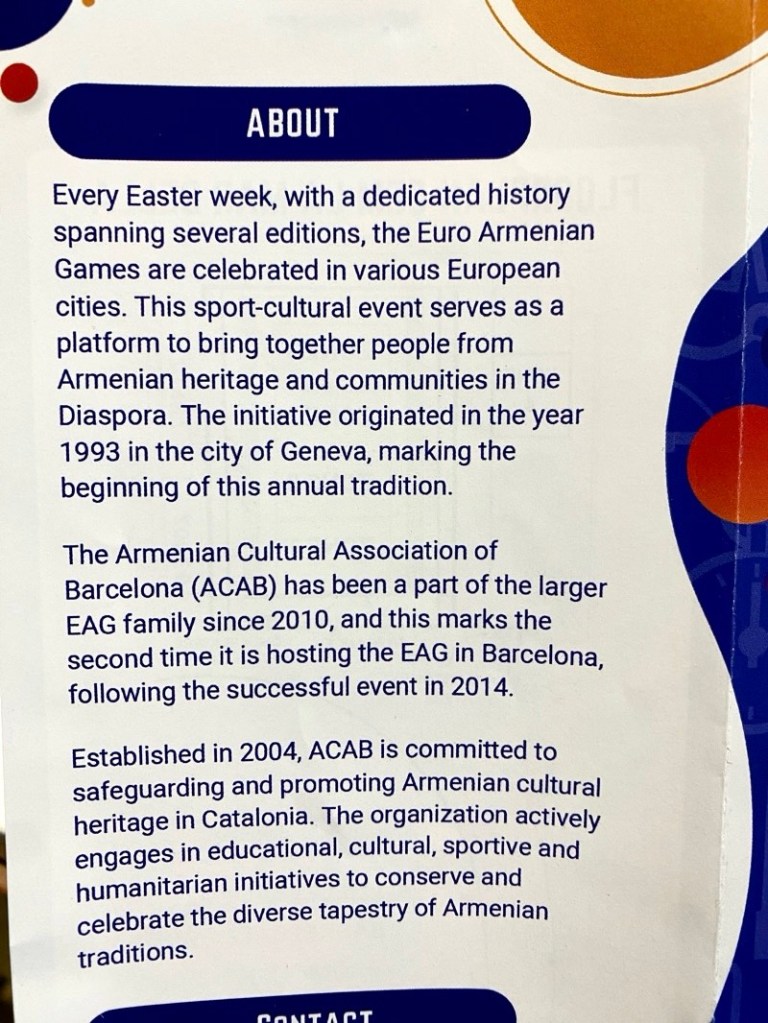 ABOUT
Every Easter week, with a dedicated history
spanning several editions, the Euro Armenian
Games are celebrated in various European
cities. This sport-cultural event serves as a
platform to bring together people from
Armenian heritage and communities in the
Diaspora. The initiative originated in the year
1993 in the city of Geneva, marking the
beginning of this annual tradition.
The Armenian Cultural Association of
Barcelona (ACAB) has been a part of the larger
EAG family since 2010, and this marks the
second time it is hosting the EAG in Barcelona,
following the successful event in 2014.
Established in 2004, ACAB is committed to
safeguarding and promoting Armenian cultural
heritage in Catalonia. The organization actively
engages in educational, cultural, sportive and
humanitarian initiatives to conserve and
celebrate the diverse tapestry of Armenian
traditions.
CONTACT